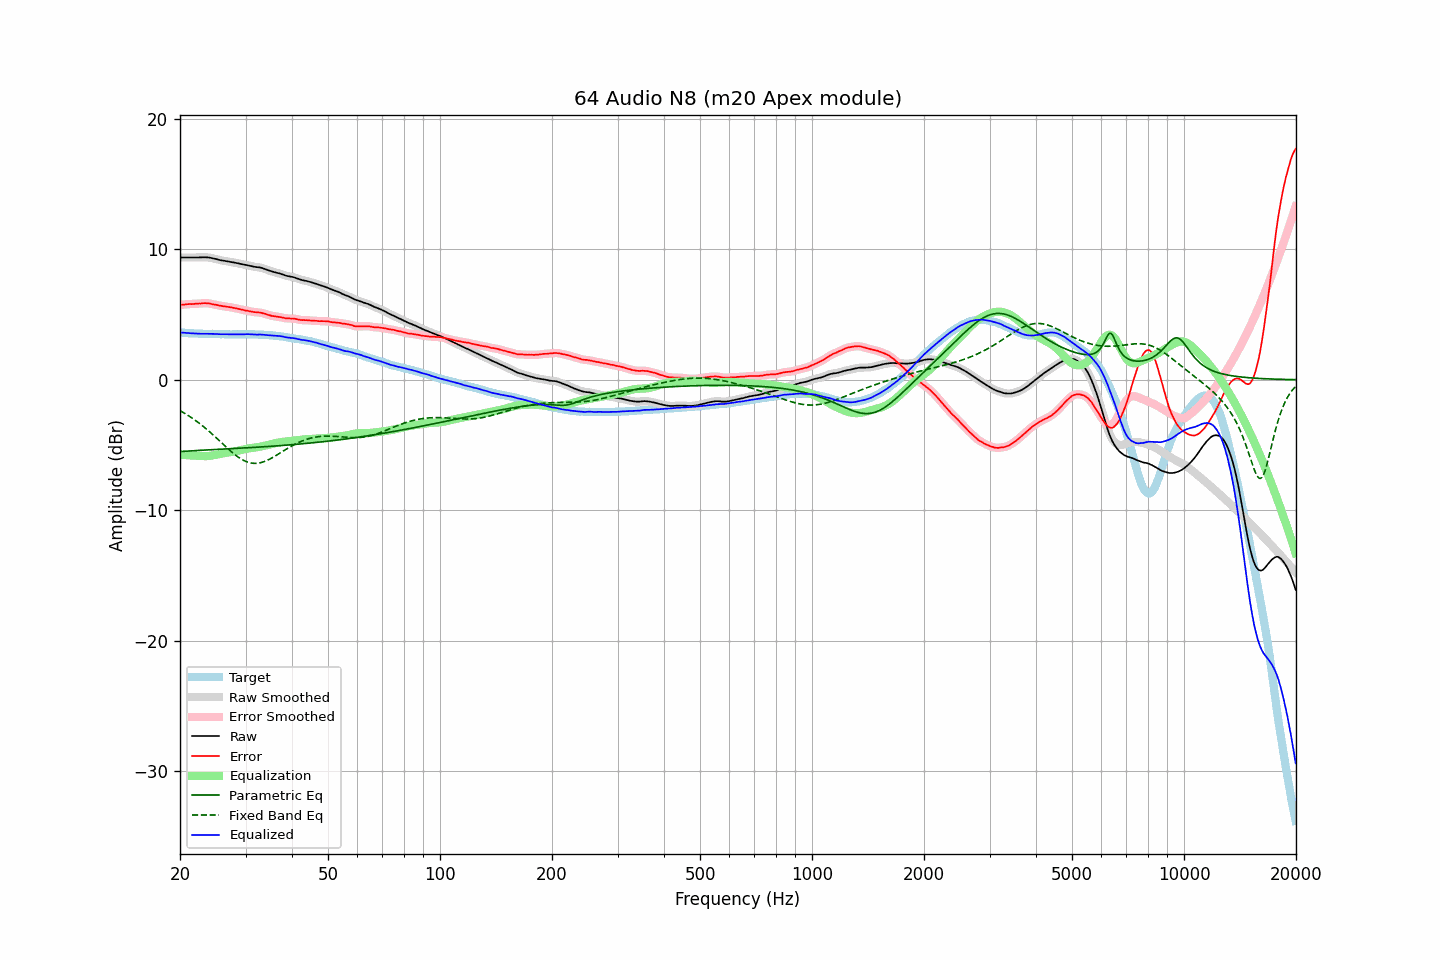 64 Audio N8 (m20 Apex module)
20
10
0
−10
−20
−30
Amplitude (dBr)
Target
Raw Smoothed
Error Smoothed
Raw
Error
Equalization
Parametric Eq
Fixed Band Eq
Equalized
20 50 100 200 500 1000 2000 5000 10000 20000
Frequency (Hz)